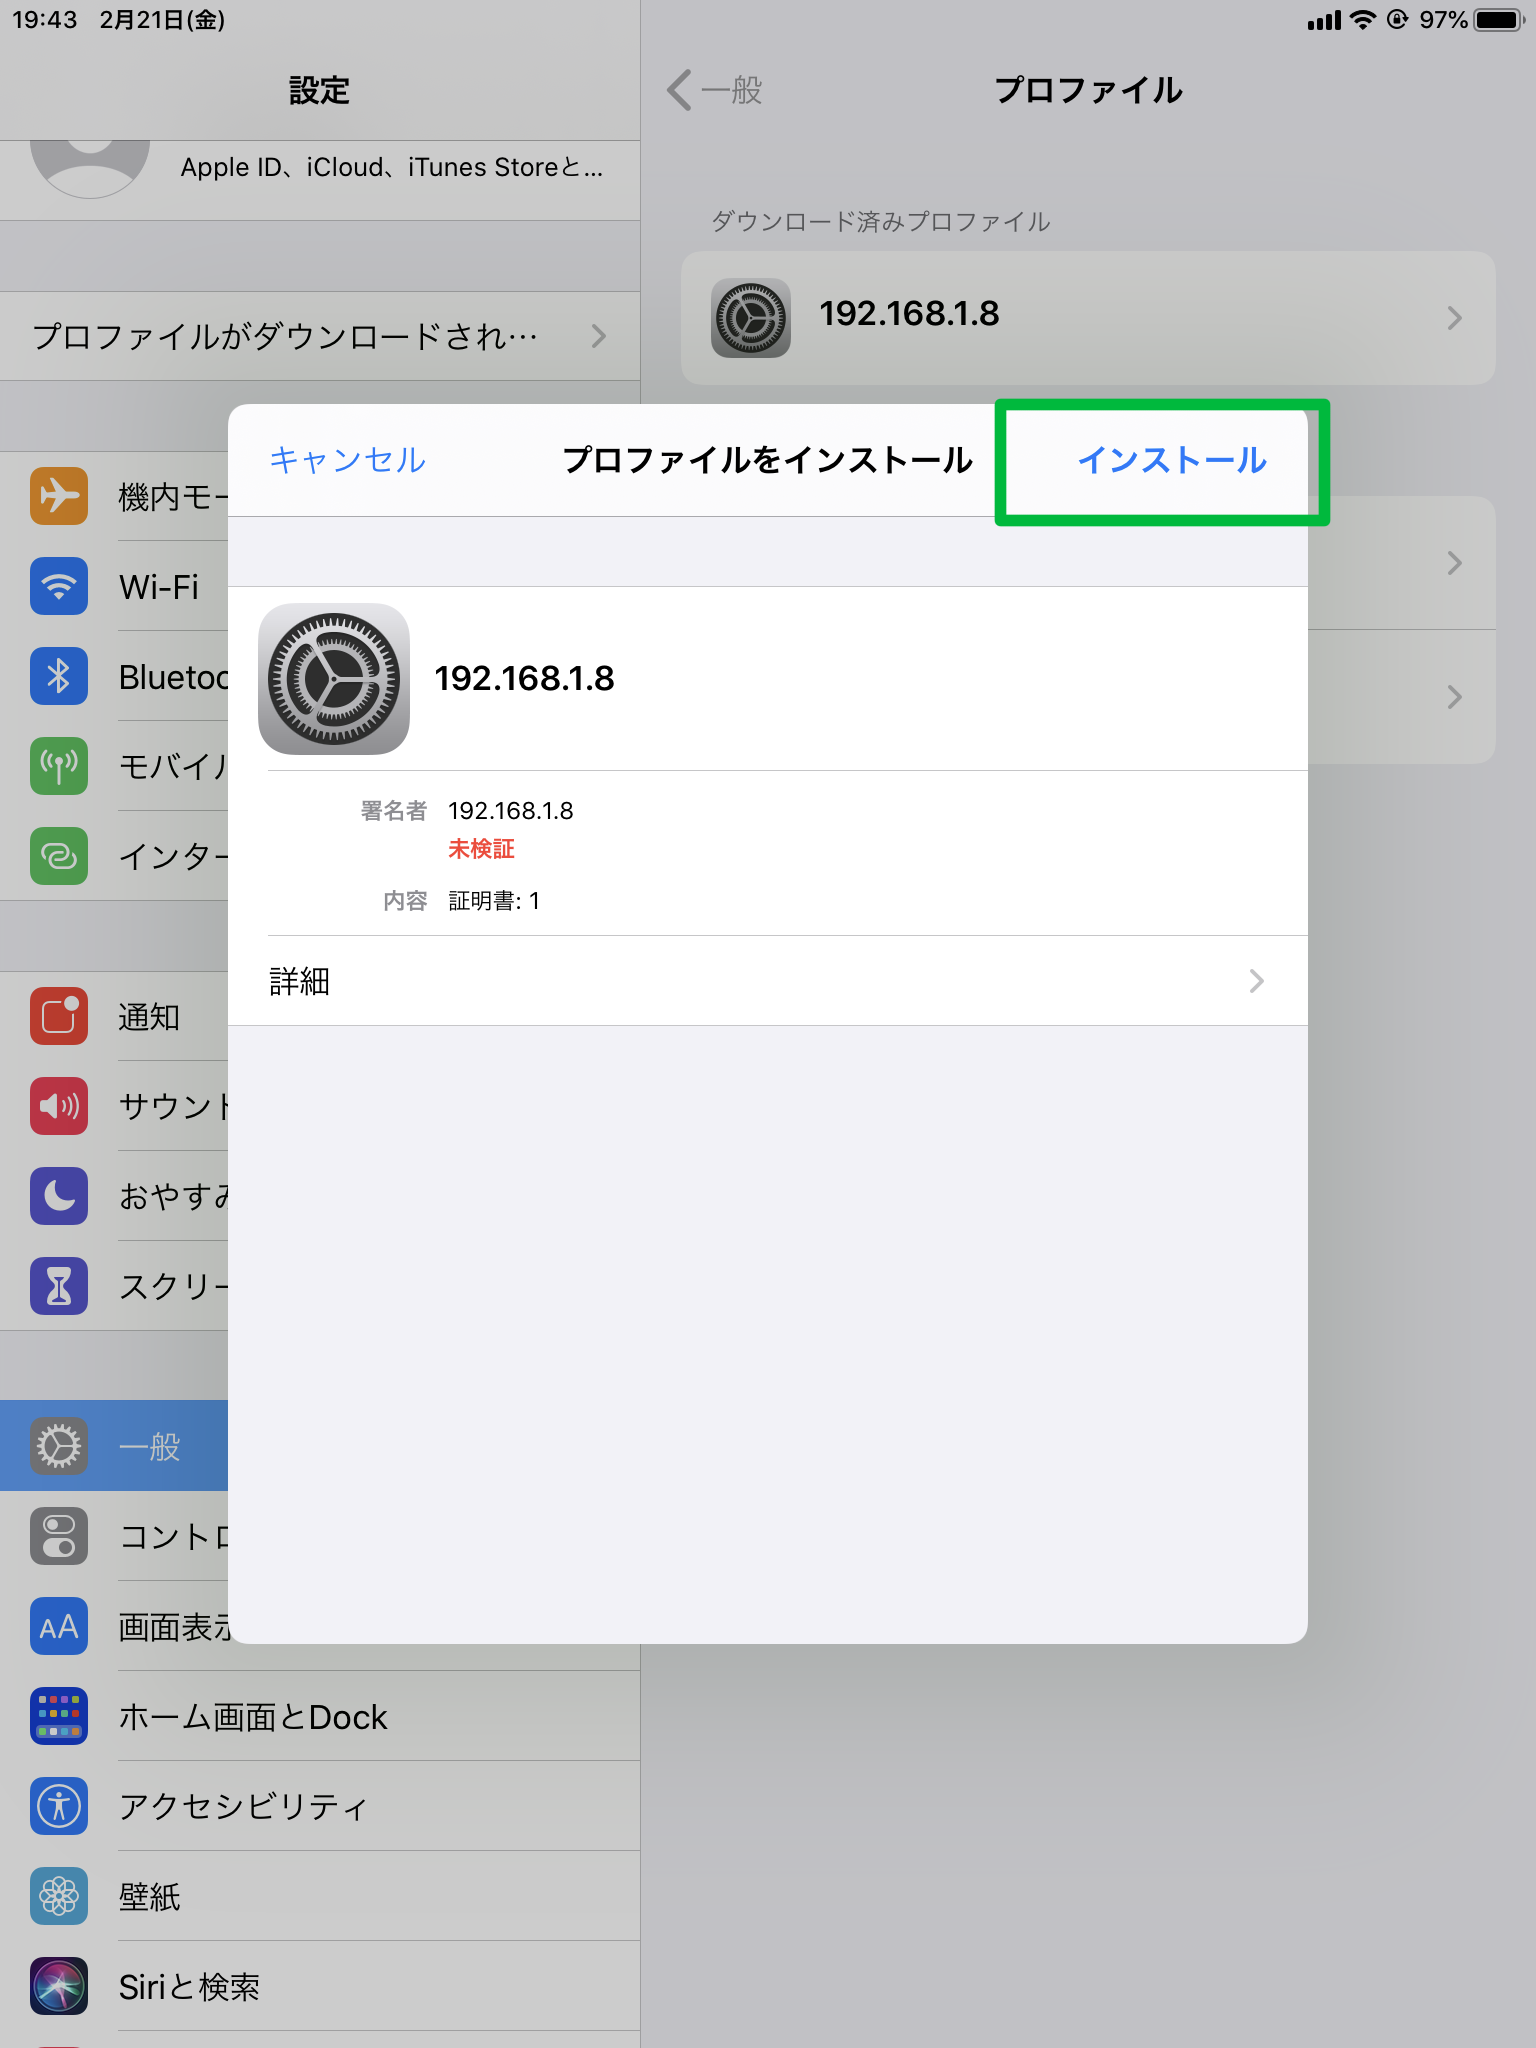 19:43 2月21日(金)
97%
設定
Apple ID、iCloud、iTunes Storeと...
プロファイルがダウンロードされ…
機内モー
Wi-Fi
Bluetoo
モバイル
インター
通知
サウンド
おやすみ
スクリー
一般
コントロ
画面表示
ホーム画面とDock
アクセシビリティ
壁紙
Siriと検索
一般
プロファイル
ダウンロード済みプロファイル
192.168.1.8
キャンセル
プロファイルをインストール
インストール
192.168.1.8
署名者 192.168.1.8
未検証
内容 証明書: 1
詳細